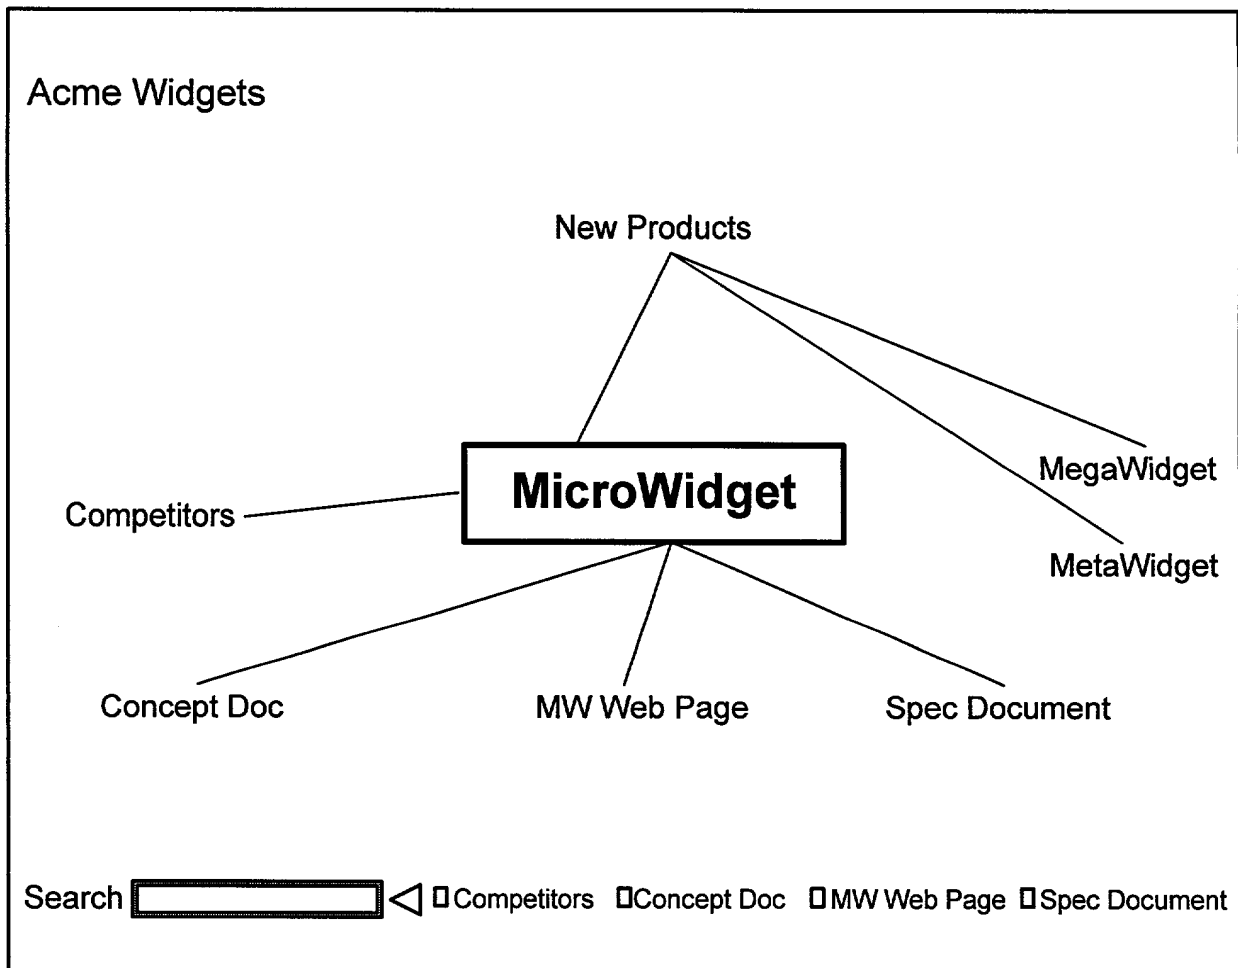 Acme Widgets
New Products
MegaWidget
MicroWidget
Competitors
MetaWidget
Concept Doc
MW Web Page
Spec Document
Search Competitors Concept Doc MW Web Page Spec Document